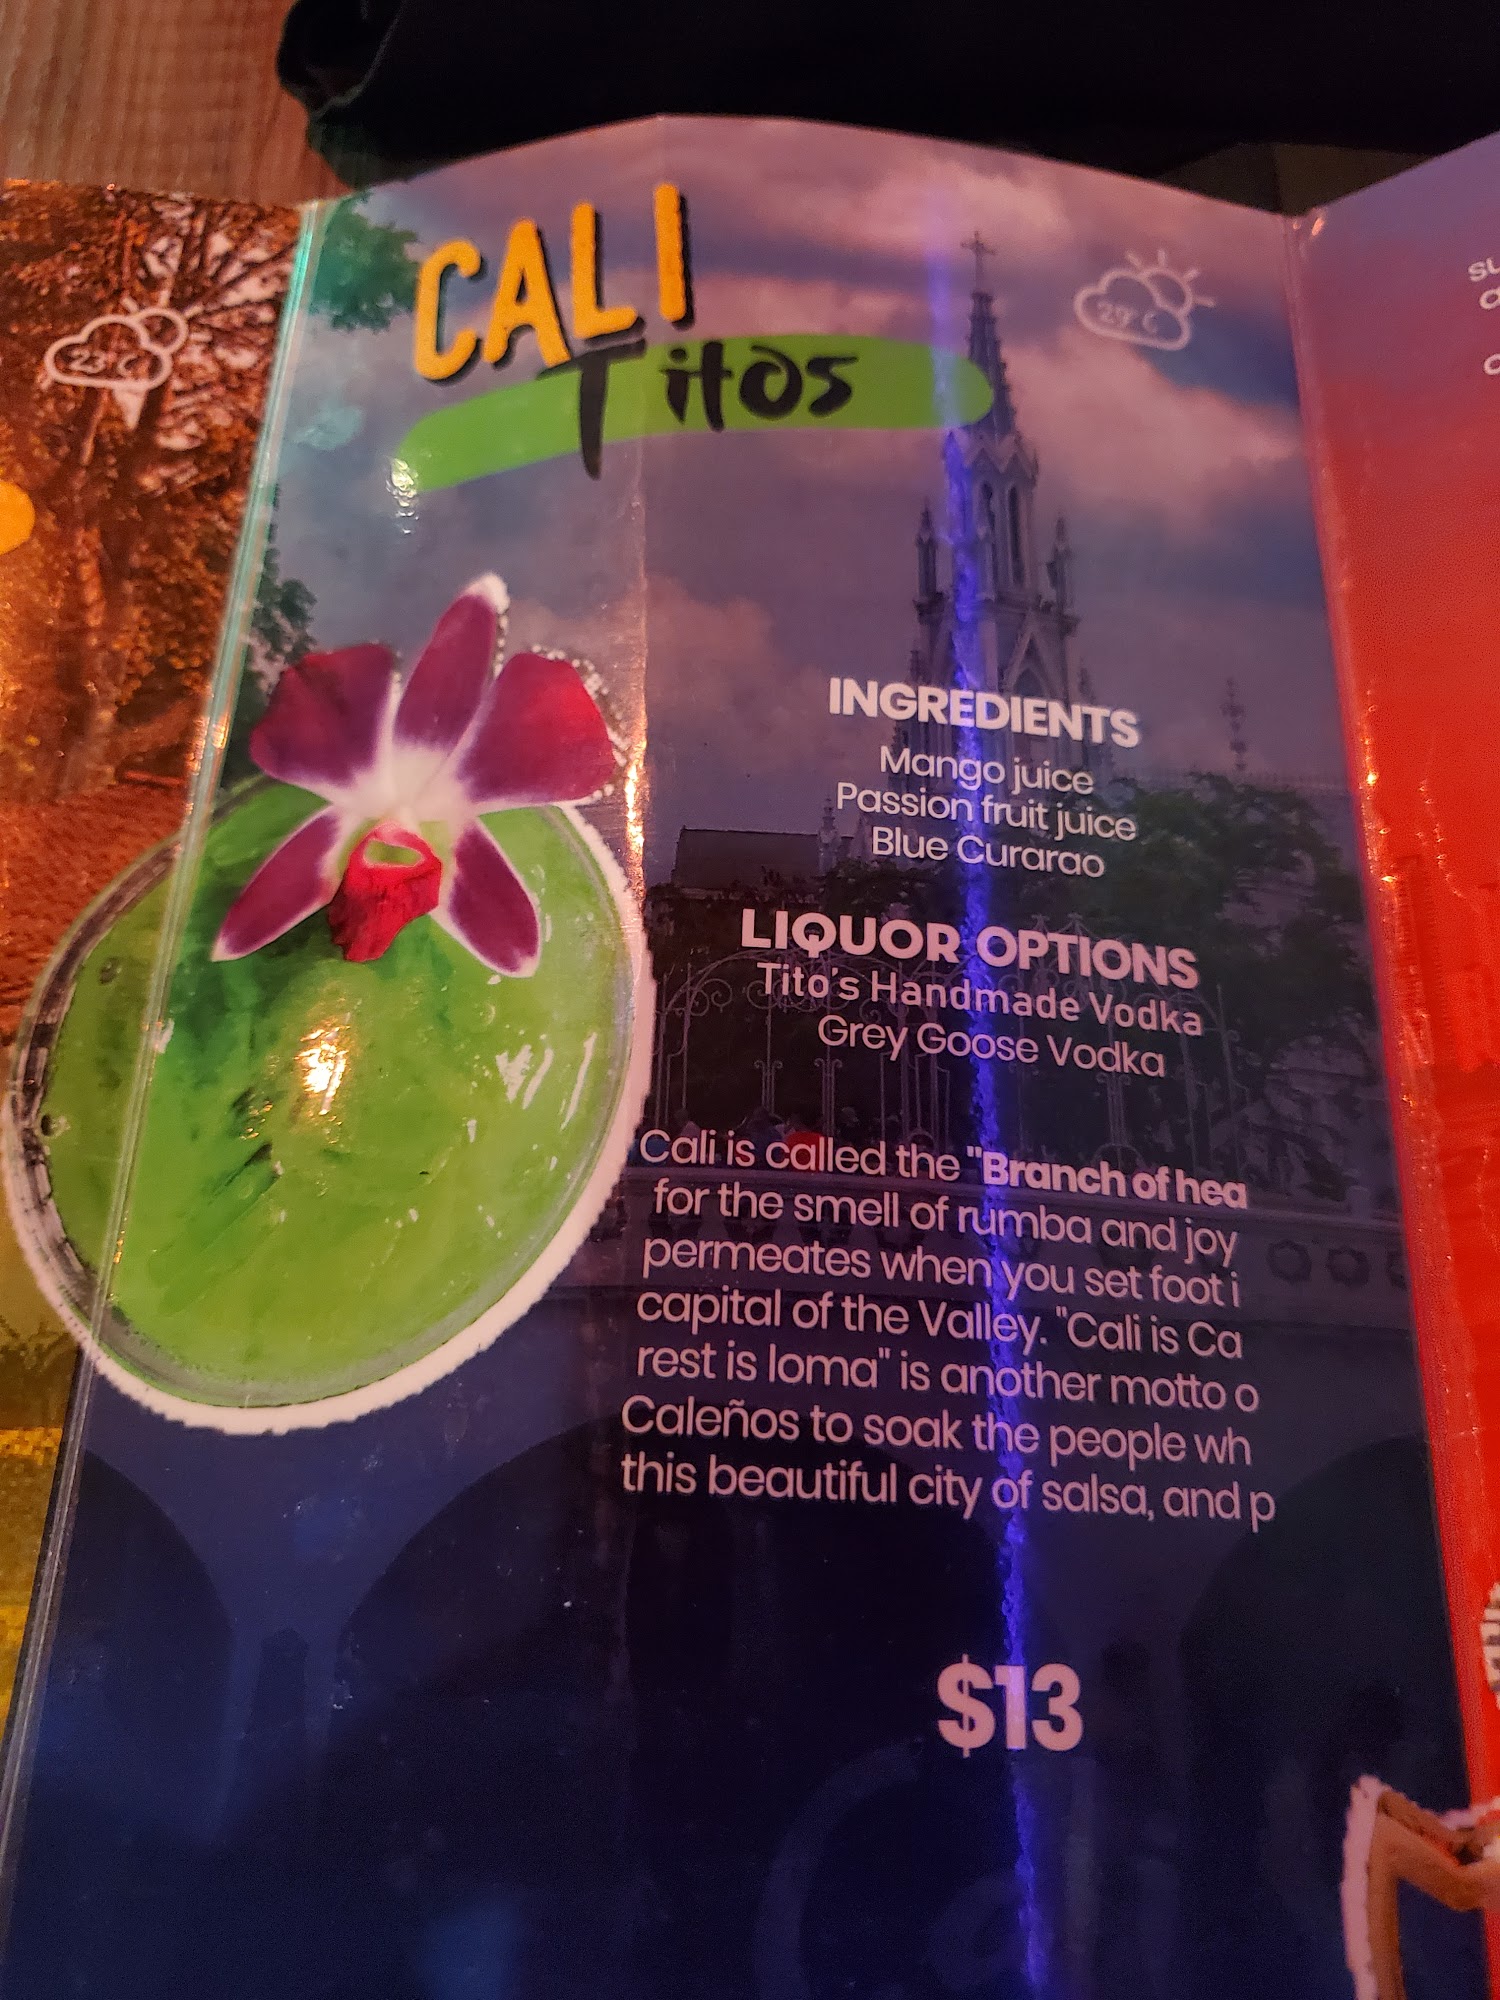 CALI
Titos
23°C
29°C
INGREDIENTS
Mango juice
Passion fruit juice
Blue Curarao
LIQUOR OPTIONS
Tito's Handmade Vodka
Grey Goose Vodka
Cali is called the "Branch of hea
for the smell of rumba and joy
permeates when you set foot i
capital of the Valley. "Cali is Ca
rest is loma" is another motto o
Caleños to soak the people wh
this beautiful city of salsa, and p
$13